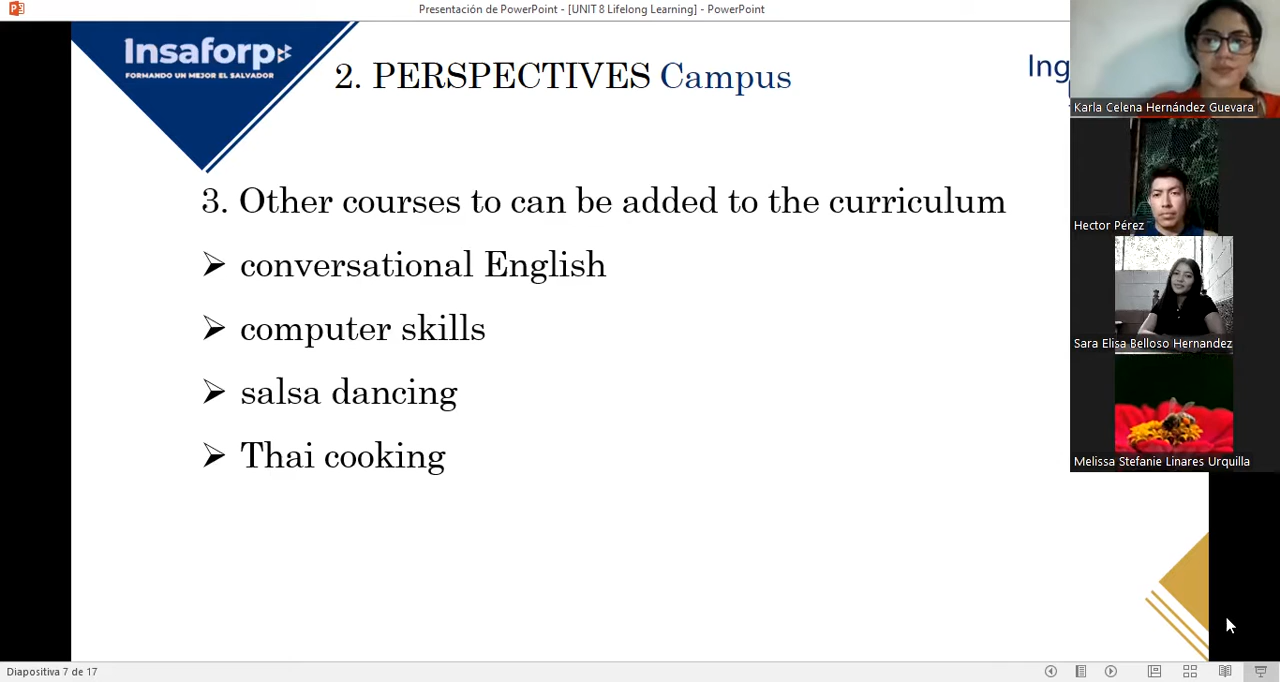 Presentación de PowerPoint - [UNIT 8 Lifelong Learning] - PowerPoint
Insaforp
FORMANDO UN MEJOR EL SALVADOR
2. PERSPECTIVES Campus
Ing
3. Other courses to can be added to the curriculum
➢ conversational English
➢ computer skills
➢ salsa dancing
➢ Thai cooking
Karla Celena Hernández Guevara
Hector Pérez
Sara Elisa Belloso Hernandez
Melissa Stefanie Linares Urquilla
Diapositiva 7 de 17